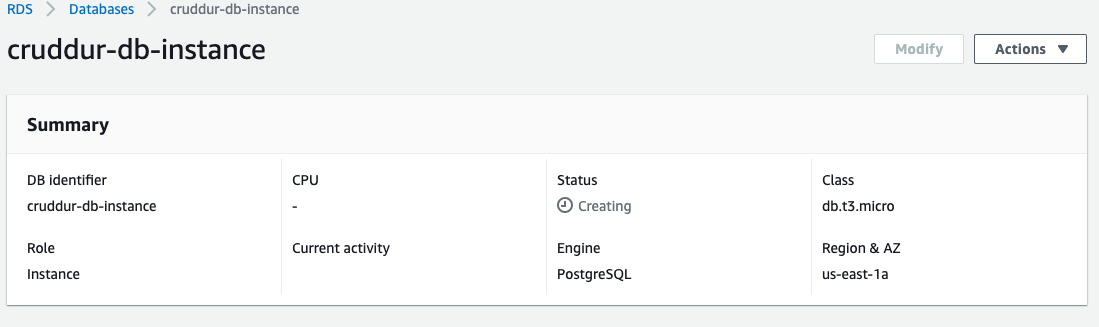 RDS > Databases > cruddur-db-instance
cruddur-db-instance
Modify Actions ▼
Summary
DB identifier CPU Status Class
cruddur-db-instance - Creating db.t3.micro
Role Current activity Engine Region & AZ
Instance PostgreSQL us-east-1a